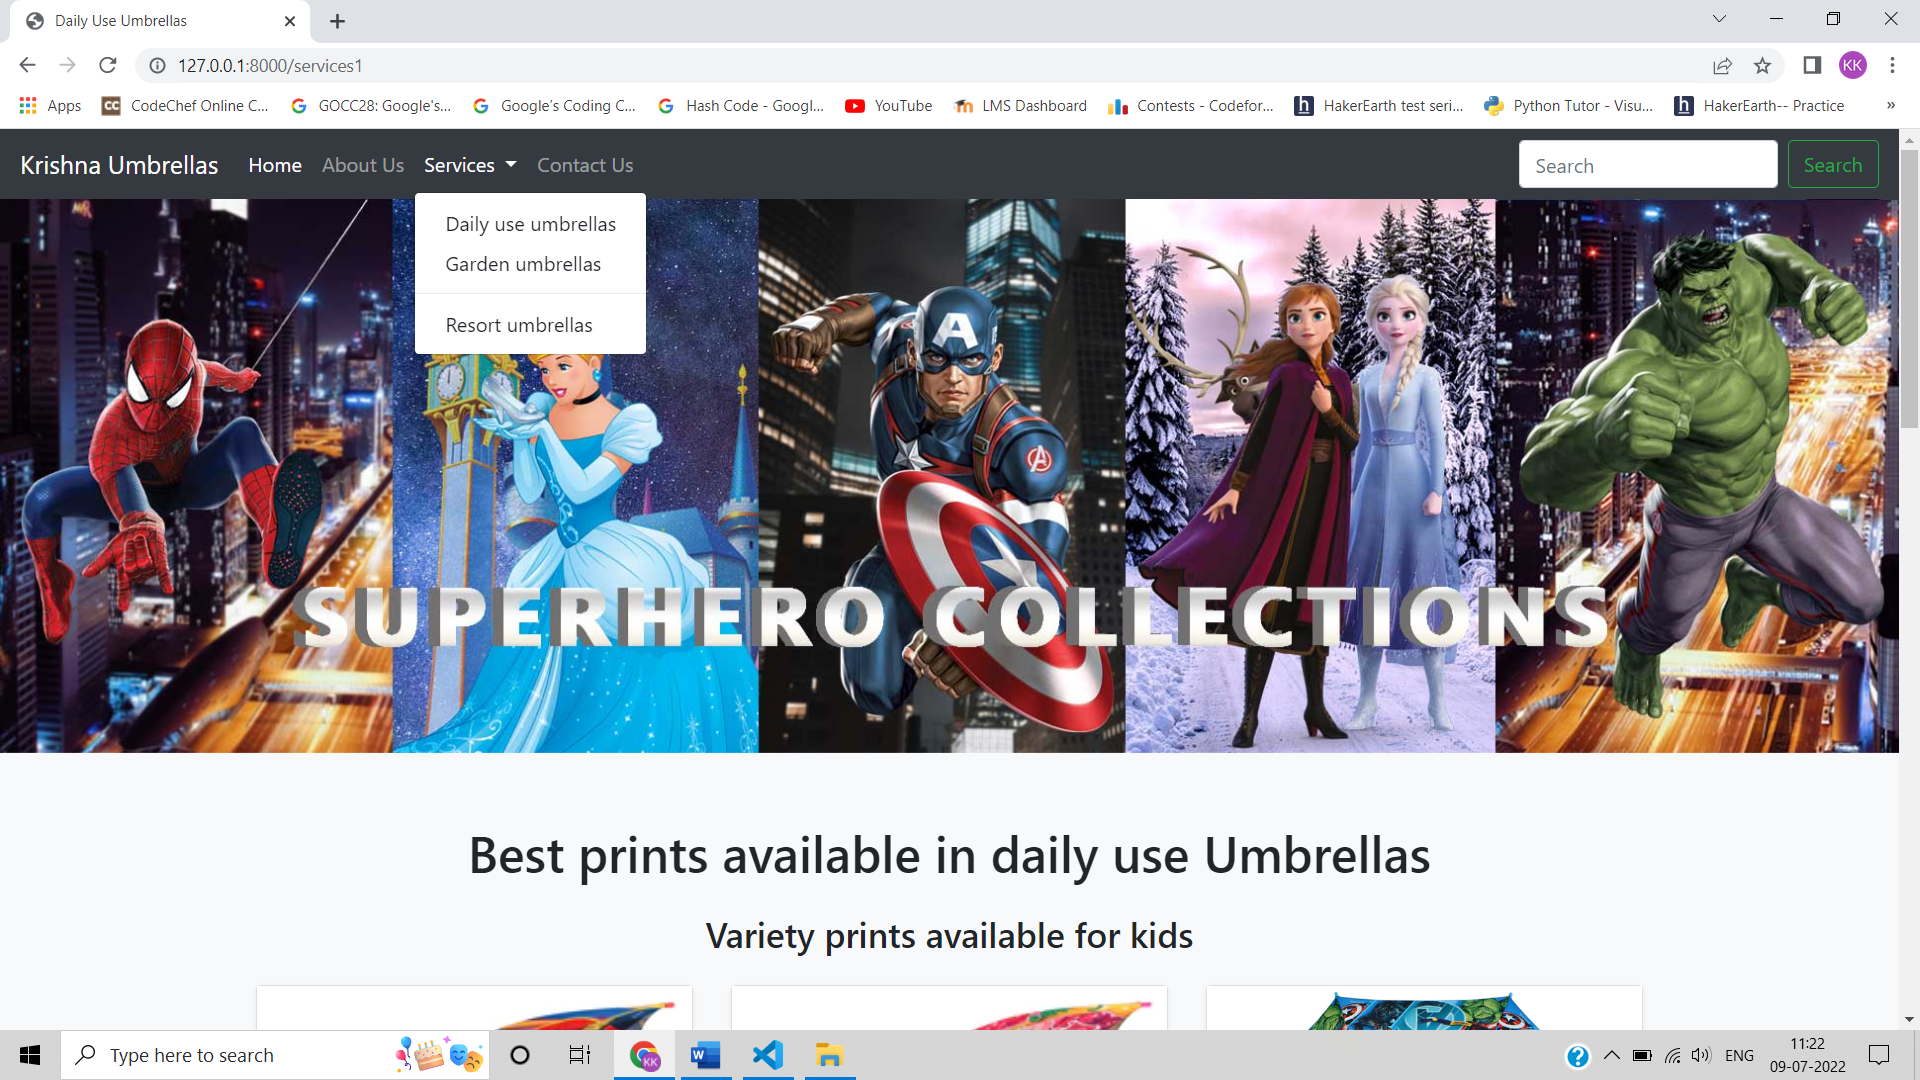 Daily Use Umbrellas
127.0.0.1:8000/services1
KK
Apps
CodeChef Online C...
GOCC28: Google's...
Google's Coding C...
Hash Code - Googl...
YouTube
LMS Dashboard
Contests - Codefor...
HakerEarth test seri...
Python Tutor - Visu...
HakerEarth-- Practice
»
Krishna Umbrellas
Home
About Us
Services
Contact Us
Search
Search
Daily use umbrellas
Garden umbrellas
Resort umbrellas
A
SUPERHERO COLLECTIONS
Best prints available in daily use Umbrellas
Variety prints available for kids
Type here to search
KK
W
ENG
11:22
09-07-2022